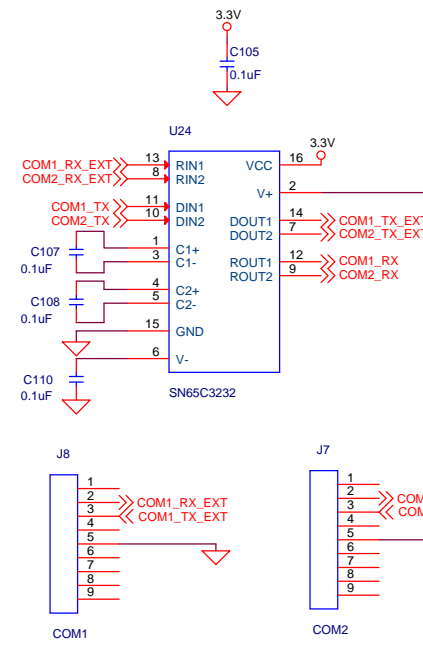 3.3V
C105
0.1uF
U24
3.3V
COM1_RX_EXT 13 RIN1 VCC 16
COM2_RX_EXT 8 RIN2
V+ 2
COM1_TX 11 DIN1
COM2_TX 10 DIN2
DOUT1 14 COM1_TX_EXT
DOUT2 7 COM2_TX_EXT
C107
0.1uF
1 C1+
3 C1-
ROUT1 12 COM1_RX
ROUT2 9 COM2_RX
C108
0.1uF
4 C2+
5 C2-
15 GND
6 V-
C110
0.1uF
SN65C3232
J8
1
2 COM1_RX_EXT
3 COM1_TX_EXT
4
5
6
7
8
9
COM1
J7
1
2
3
4
5
6
7
8
9
COM2